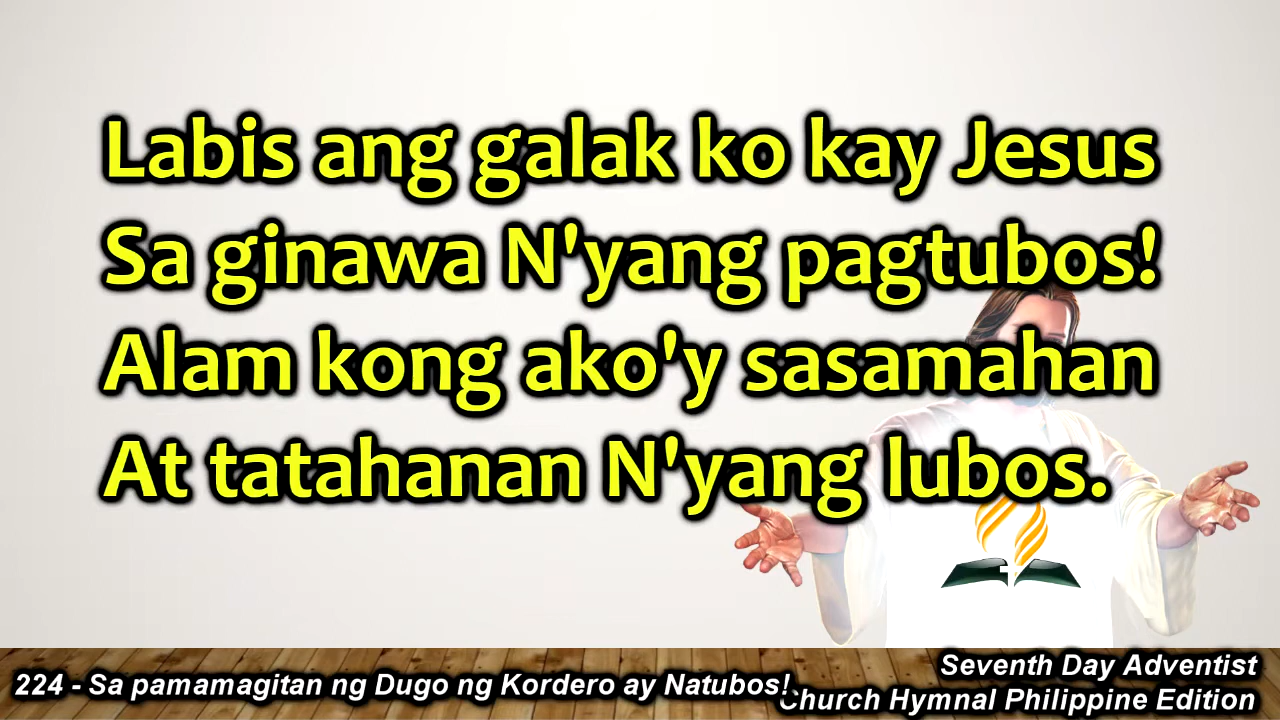 Labis ang galak ko kay Jesus
Sa ginawa N'yang pagtubos!
Alam kong ako'y sasamahan
At tatahanan N'yang lubos.
224 - Sa pamamagitan ng Dugo ng Kordero ay Natubos!
Seventh Day Adventist
Church Hymnal Philippine Edition